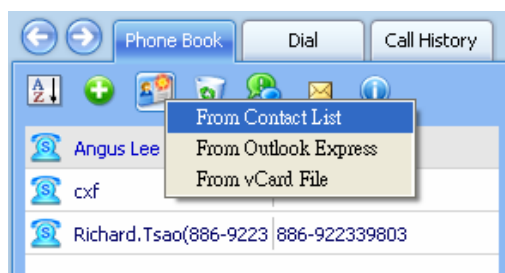 Phone Book Dial Call History
A Z
From Contact List
Angus Lee From Outlook Express
cxf From vCard File
Richard.Tsao(886-9223 886-922339803